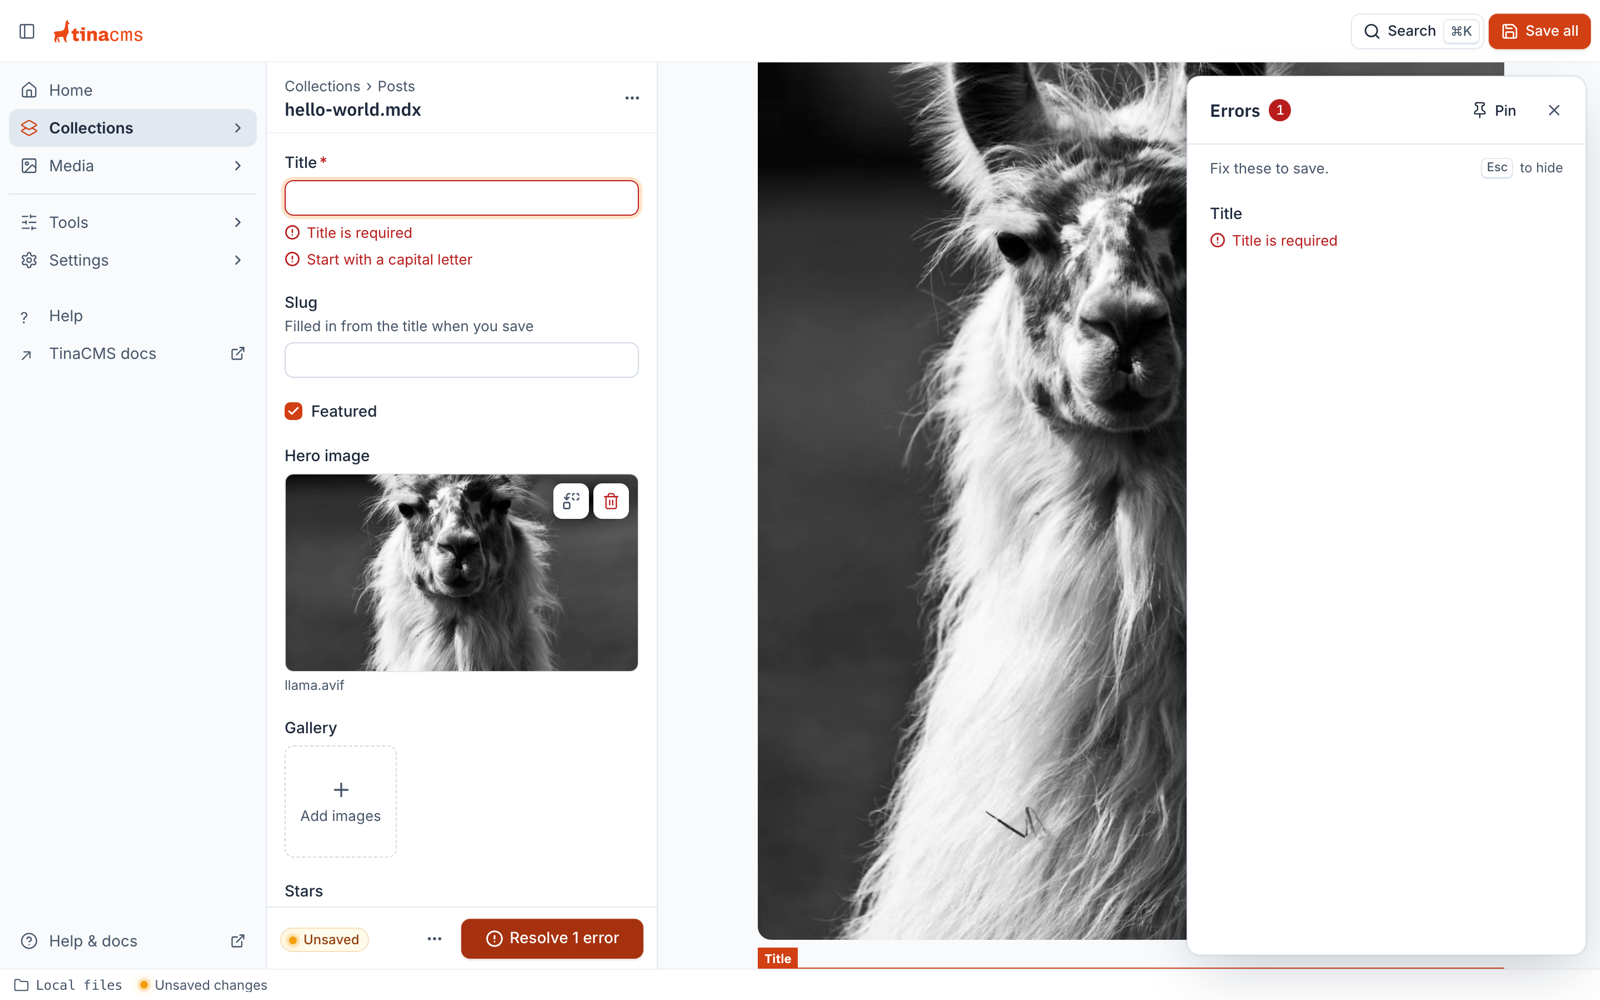 tinacms
Search ⌘K
Save all
Home
Collections
Media
Tools
Settings
? Help
TinaCMS docs
Help & docs
Collections › Posts
hello-world.mdx
Title*
Title is required
Start with a capital letter
Slug
Filled in from the title when you save
Featured
Hero image
llama.avif
Gallery
Add images
Stars
Unsaved
Resolve 1 error
Title
Errors 1
Pin
Fix these to save.
Esc to hide
Title
Title is required
Local files
Unsaved changes